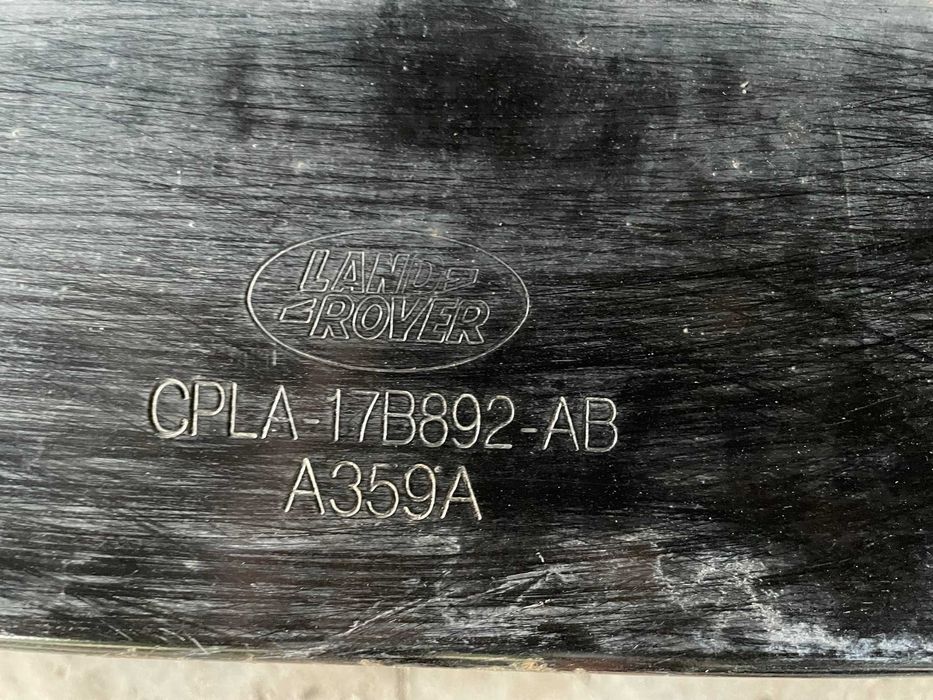 LAND
ROVER
CPLA-17B892-AB
A359A